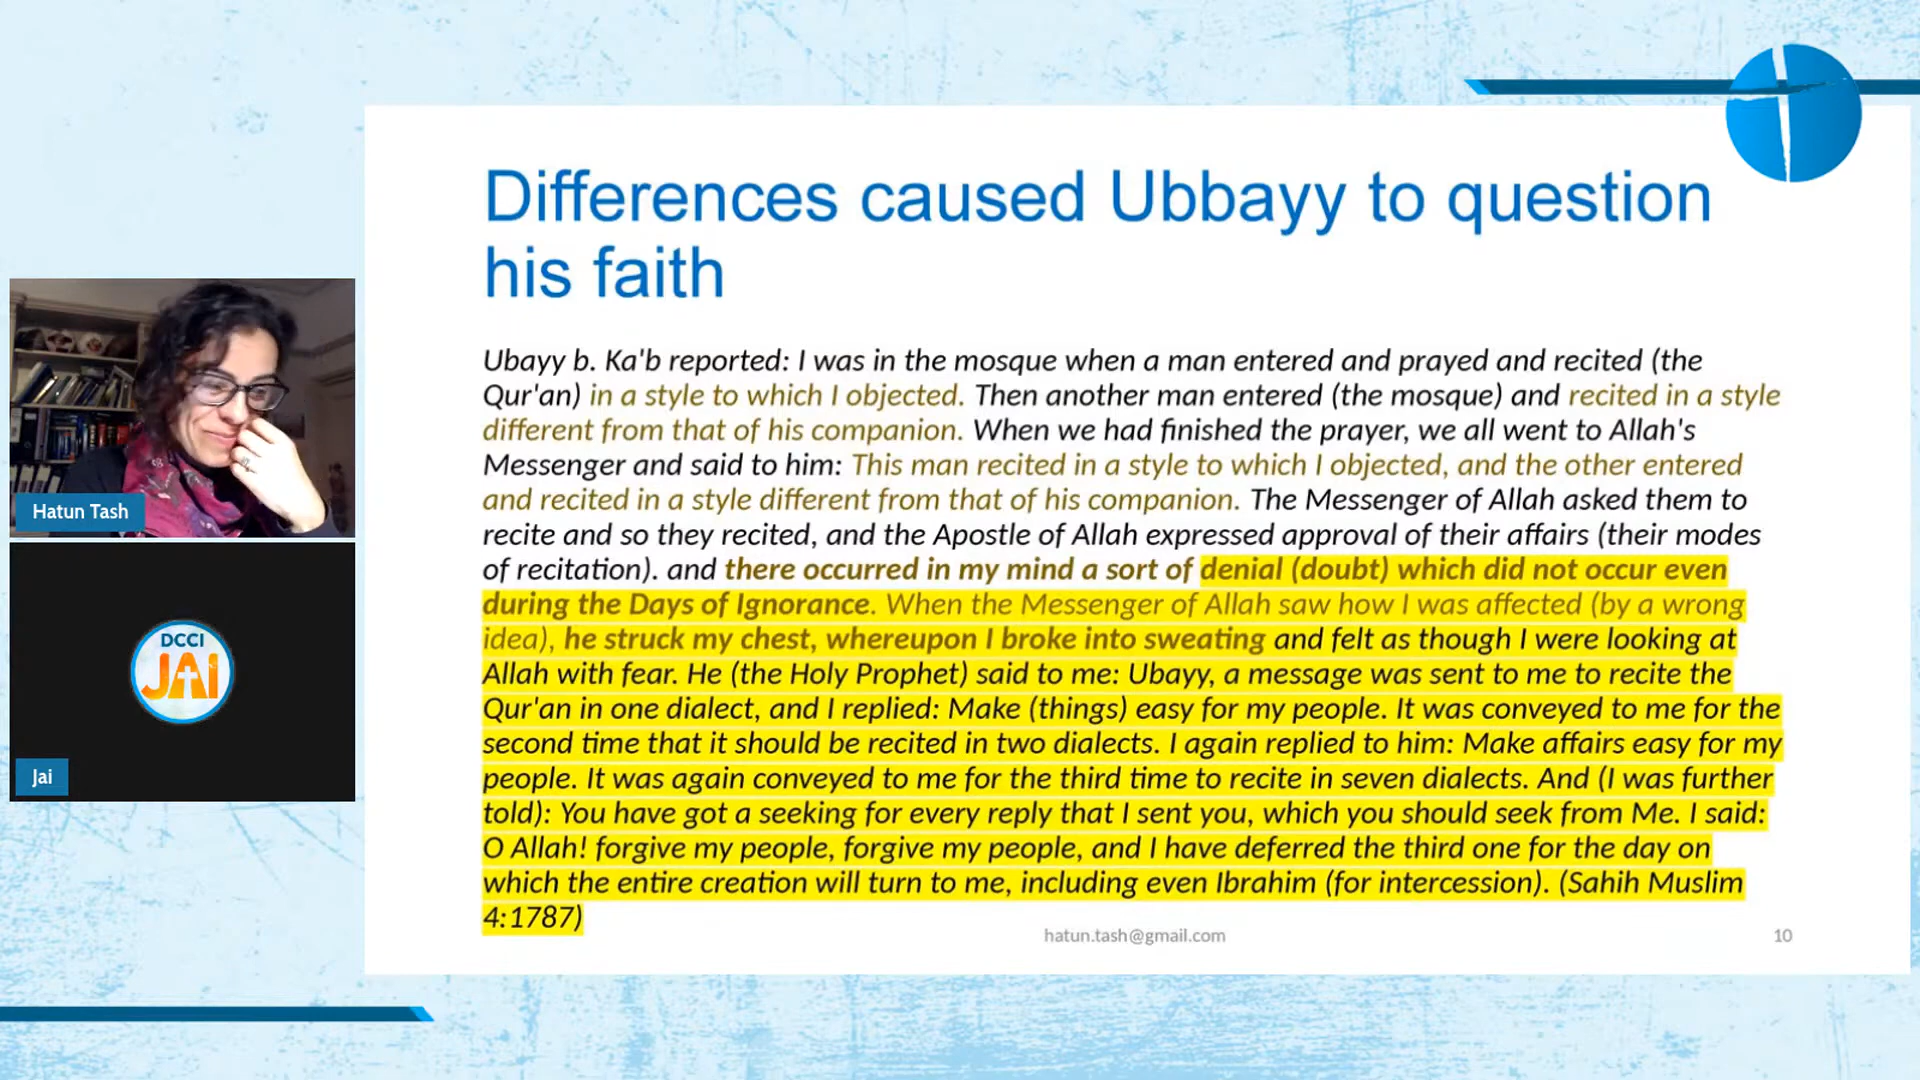 Differences caused Ubbayy to question
his faith
Ubayy b. Ka'b reported: I was in the mosque when a man entered and prayed and recited (the
Qur'an) in a style to which I objected. Then another man entered (the mosque) and recited in a style
different from that of his companion. When we had finished the prayer, we all went to Allah's
Messenger and said to him: This man recited in a style to which I objected, and the other entered
and recited in a style different from that of his companion. The Messenger of Allah asked them to
recite and so they recited, and the Apostle of Allah expressed approval of their affairs (their modes
of recitation). and there occurred in my mind a sort of denial (doubt) which did not occur even
during the Days of Ignorance. When the Messenger of Allah saw how I was affected (by a wrong
idea), he struck my chest, whereupon I broke into sweating and felt as though I were looking at
Allah with fear. He (the Holy Prophet) said to me: Ubayy, a message was sent to me to recite the
Qur'an in one dialect, and I replied: Make (things) easy for my people. It was conveyed to me for the
second time that it should be recited in two dialects. I again replied to him: Make affairs easy for my
people. It was again conveyed to me for the third time to recite in seven dialects. And (I was further
told): You have got a seeking for every reply that I sent you, which you should seek from Me. I said:
O Allah! forgive my people, forgive my people, and I have deferred the third one for the day on
which the entire creation will turn to me, including even Ibrahim (for intercession). (Sahih Muslim
4:1787)
hatun.tash@gmail.com
10
Hatun Tash
DCCI
JAI
Jai